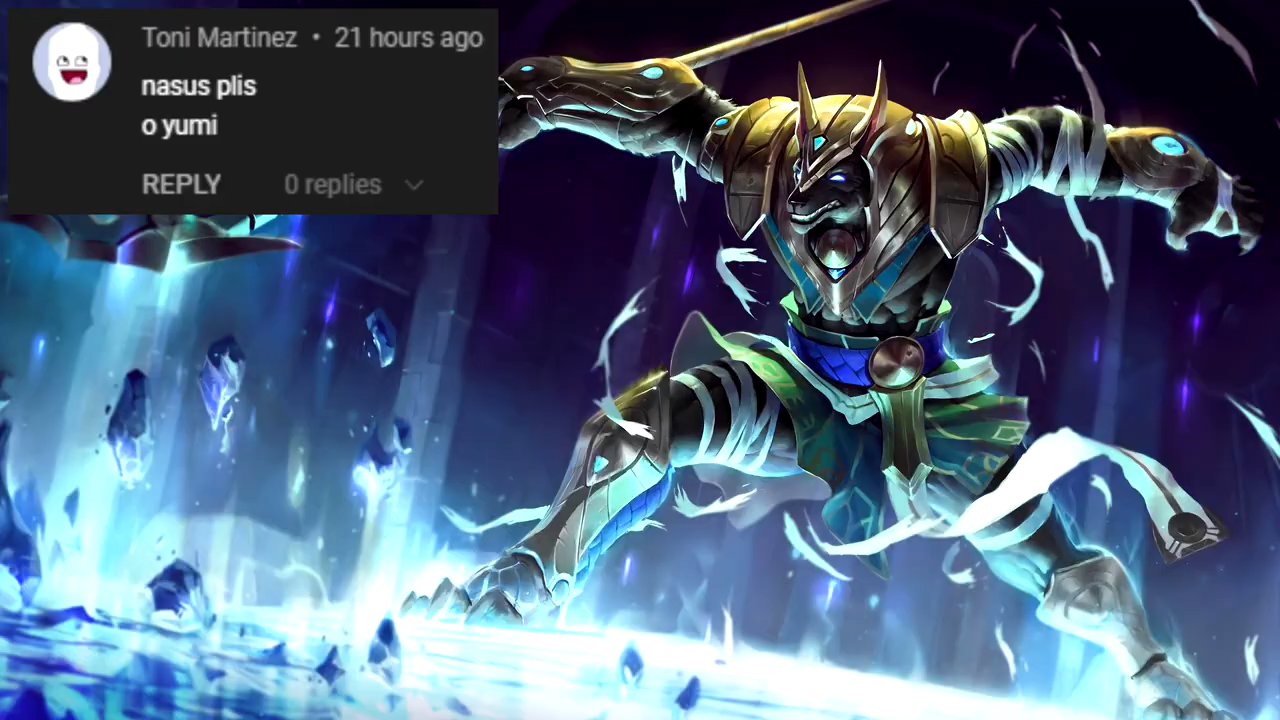 Toni Martinez • 21 hours ago
nasus plis
o yumi
REPLY 0 replies